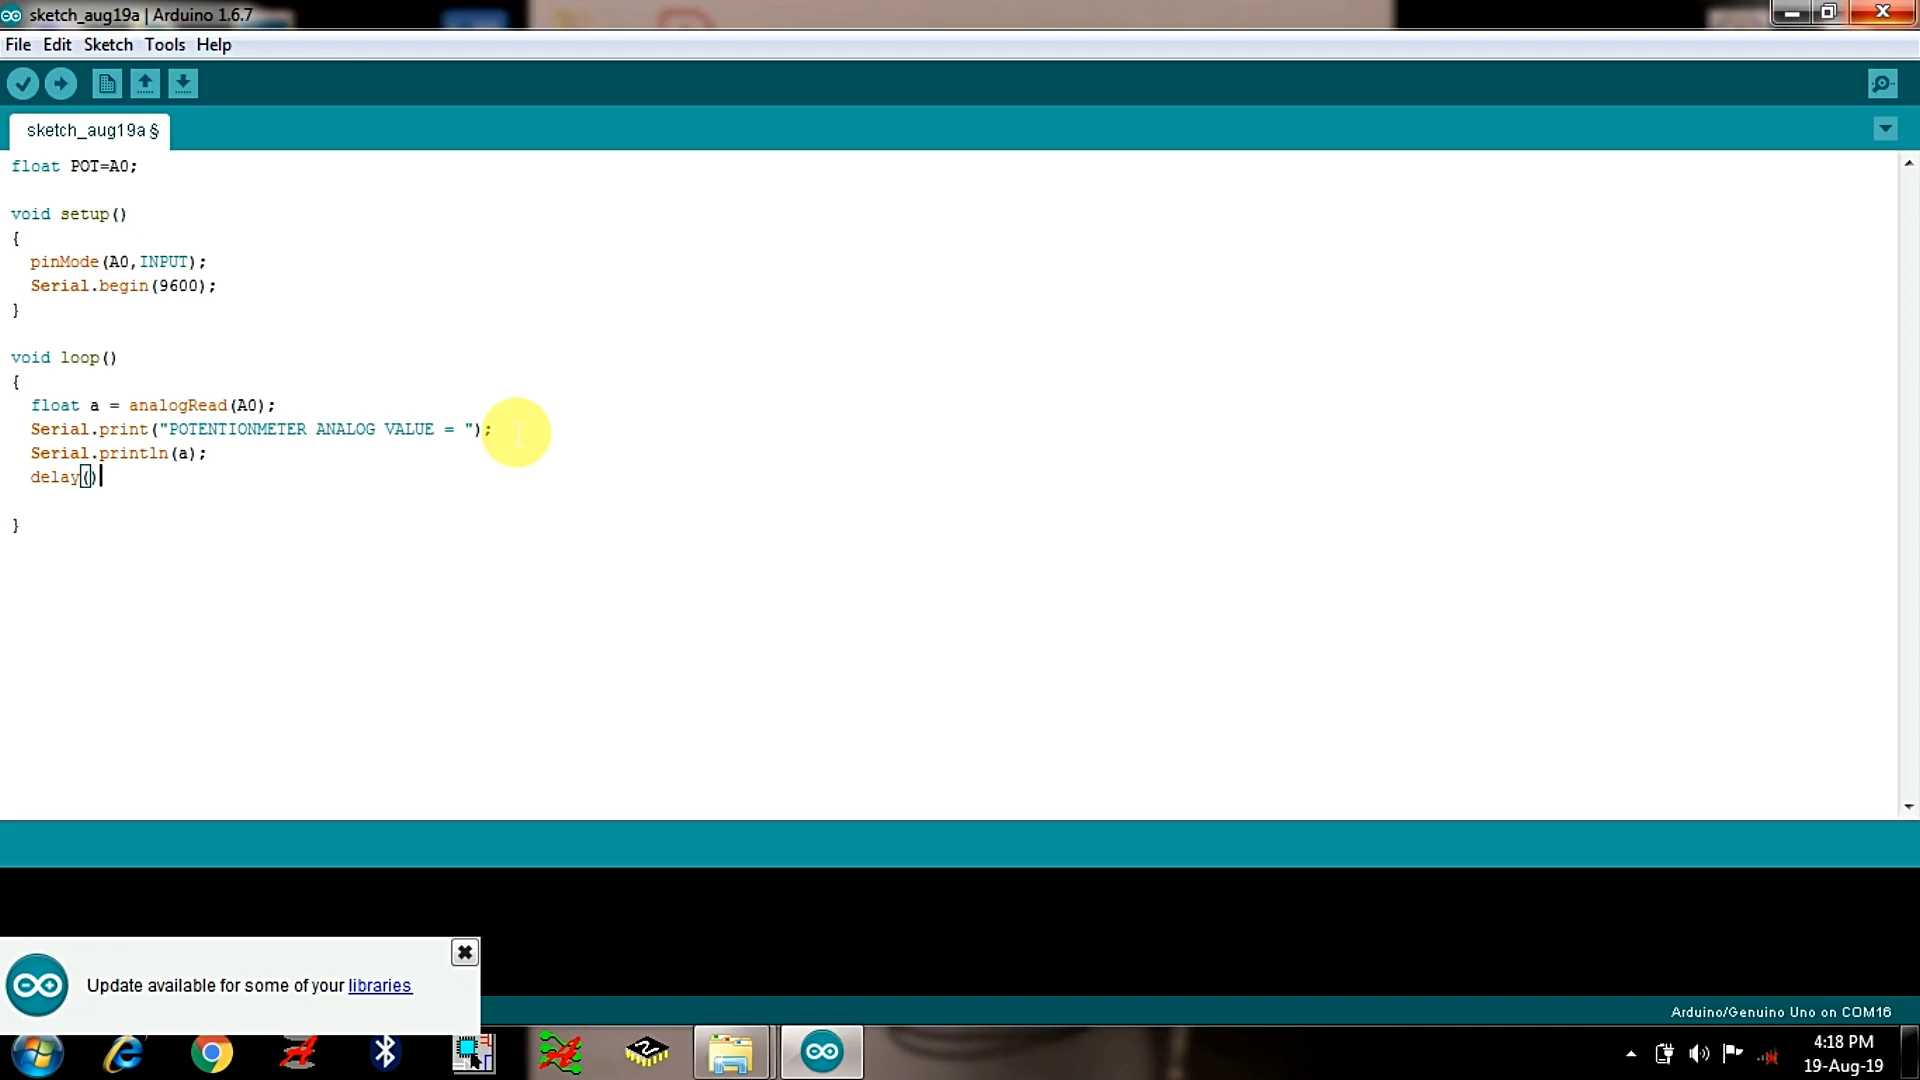 sketch_aug19a | Arduino 1.6.7
File Edit Sketch Tools Help
sketch_aug19a §
float POT=A0;
void setup()
{
pinMode(A0,INPUT);
Serial.begin(9600);
}
void loop()
{
float a = analogRead(A0);
Serial.print("POTENTIONMETER ANALOG VALUE = ");
Serial.println(a);
delay()
}
Update available for some of your libraries
Arduino/Genuino Uno on COM16
4:18 PM
19-Aug-19